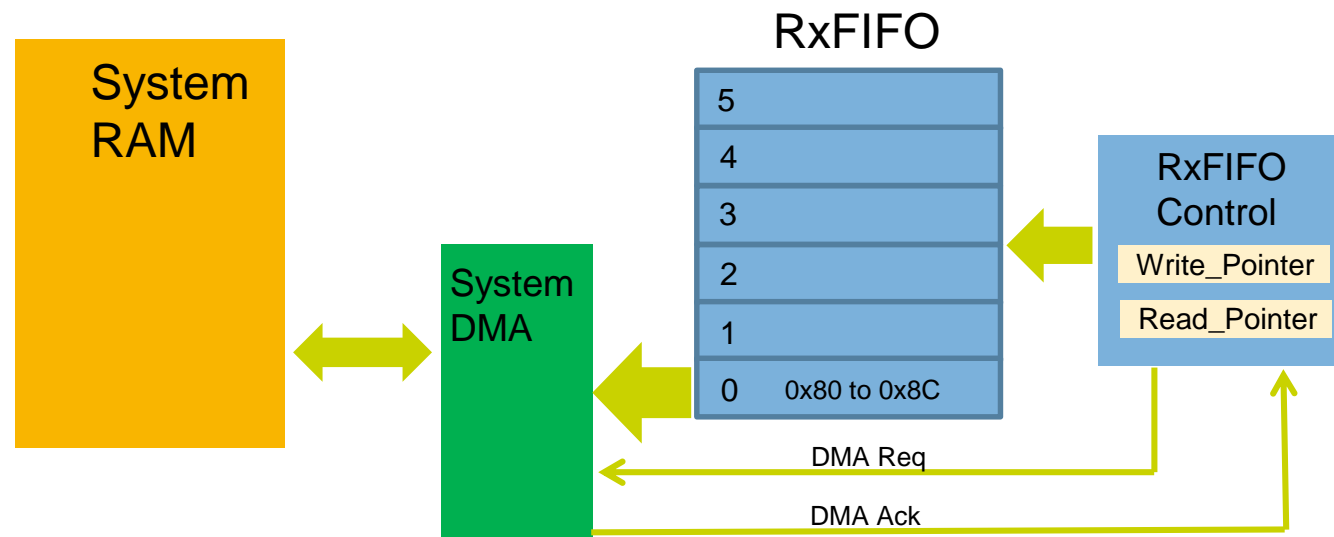 RxFIFO
System
RAM
5
4
3
2
1
0 0x80 to 0x8C
System
DMA
RxFIFO
Control
Write_Pointer
Read_Pointer
DMA Req
DMA Ack